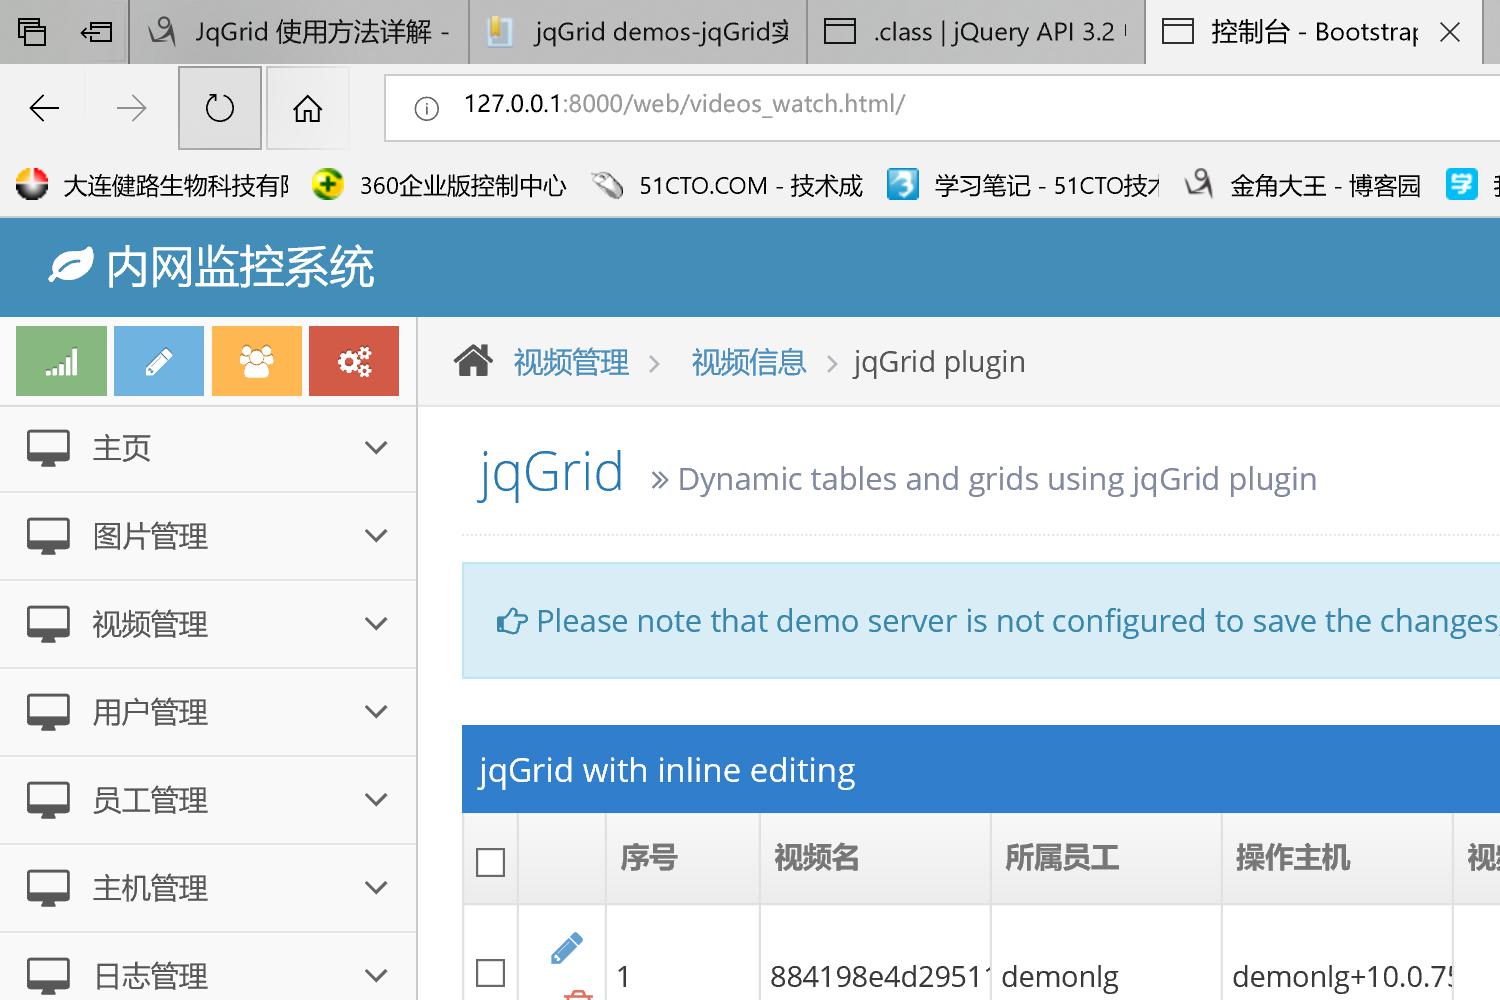 JqGrid 使用方法详解 -
jqGrid demos-jqGrid实
.class | jQuery API 3.2
控制台 - Bootstrap
127.0.0.1:8000/web/videos_watch.html/
大连健路生物科技有限
360企业版控制中心
51CTO.COM - 技术成
学习笔记 - 51CTO技术
金角大王 - 博客园
学
内网监控系统
视频管理
视频信息
jqGrid plugin
主页
图片管理
视频管理
用户管理
员工管理
主机管理
日志管理
jqGrid
Dynamic tables and grids using jqGrid plugin
Please note that demo server is not configured to save the changes,
jqGrid with inline editing
序号 视频名 所属员工 操作主机 视
1 884198e4d29511 demonlg demonlg+10.0.75